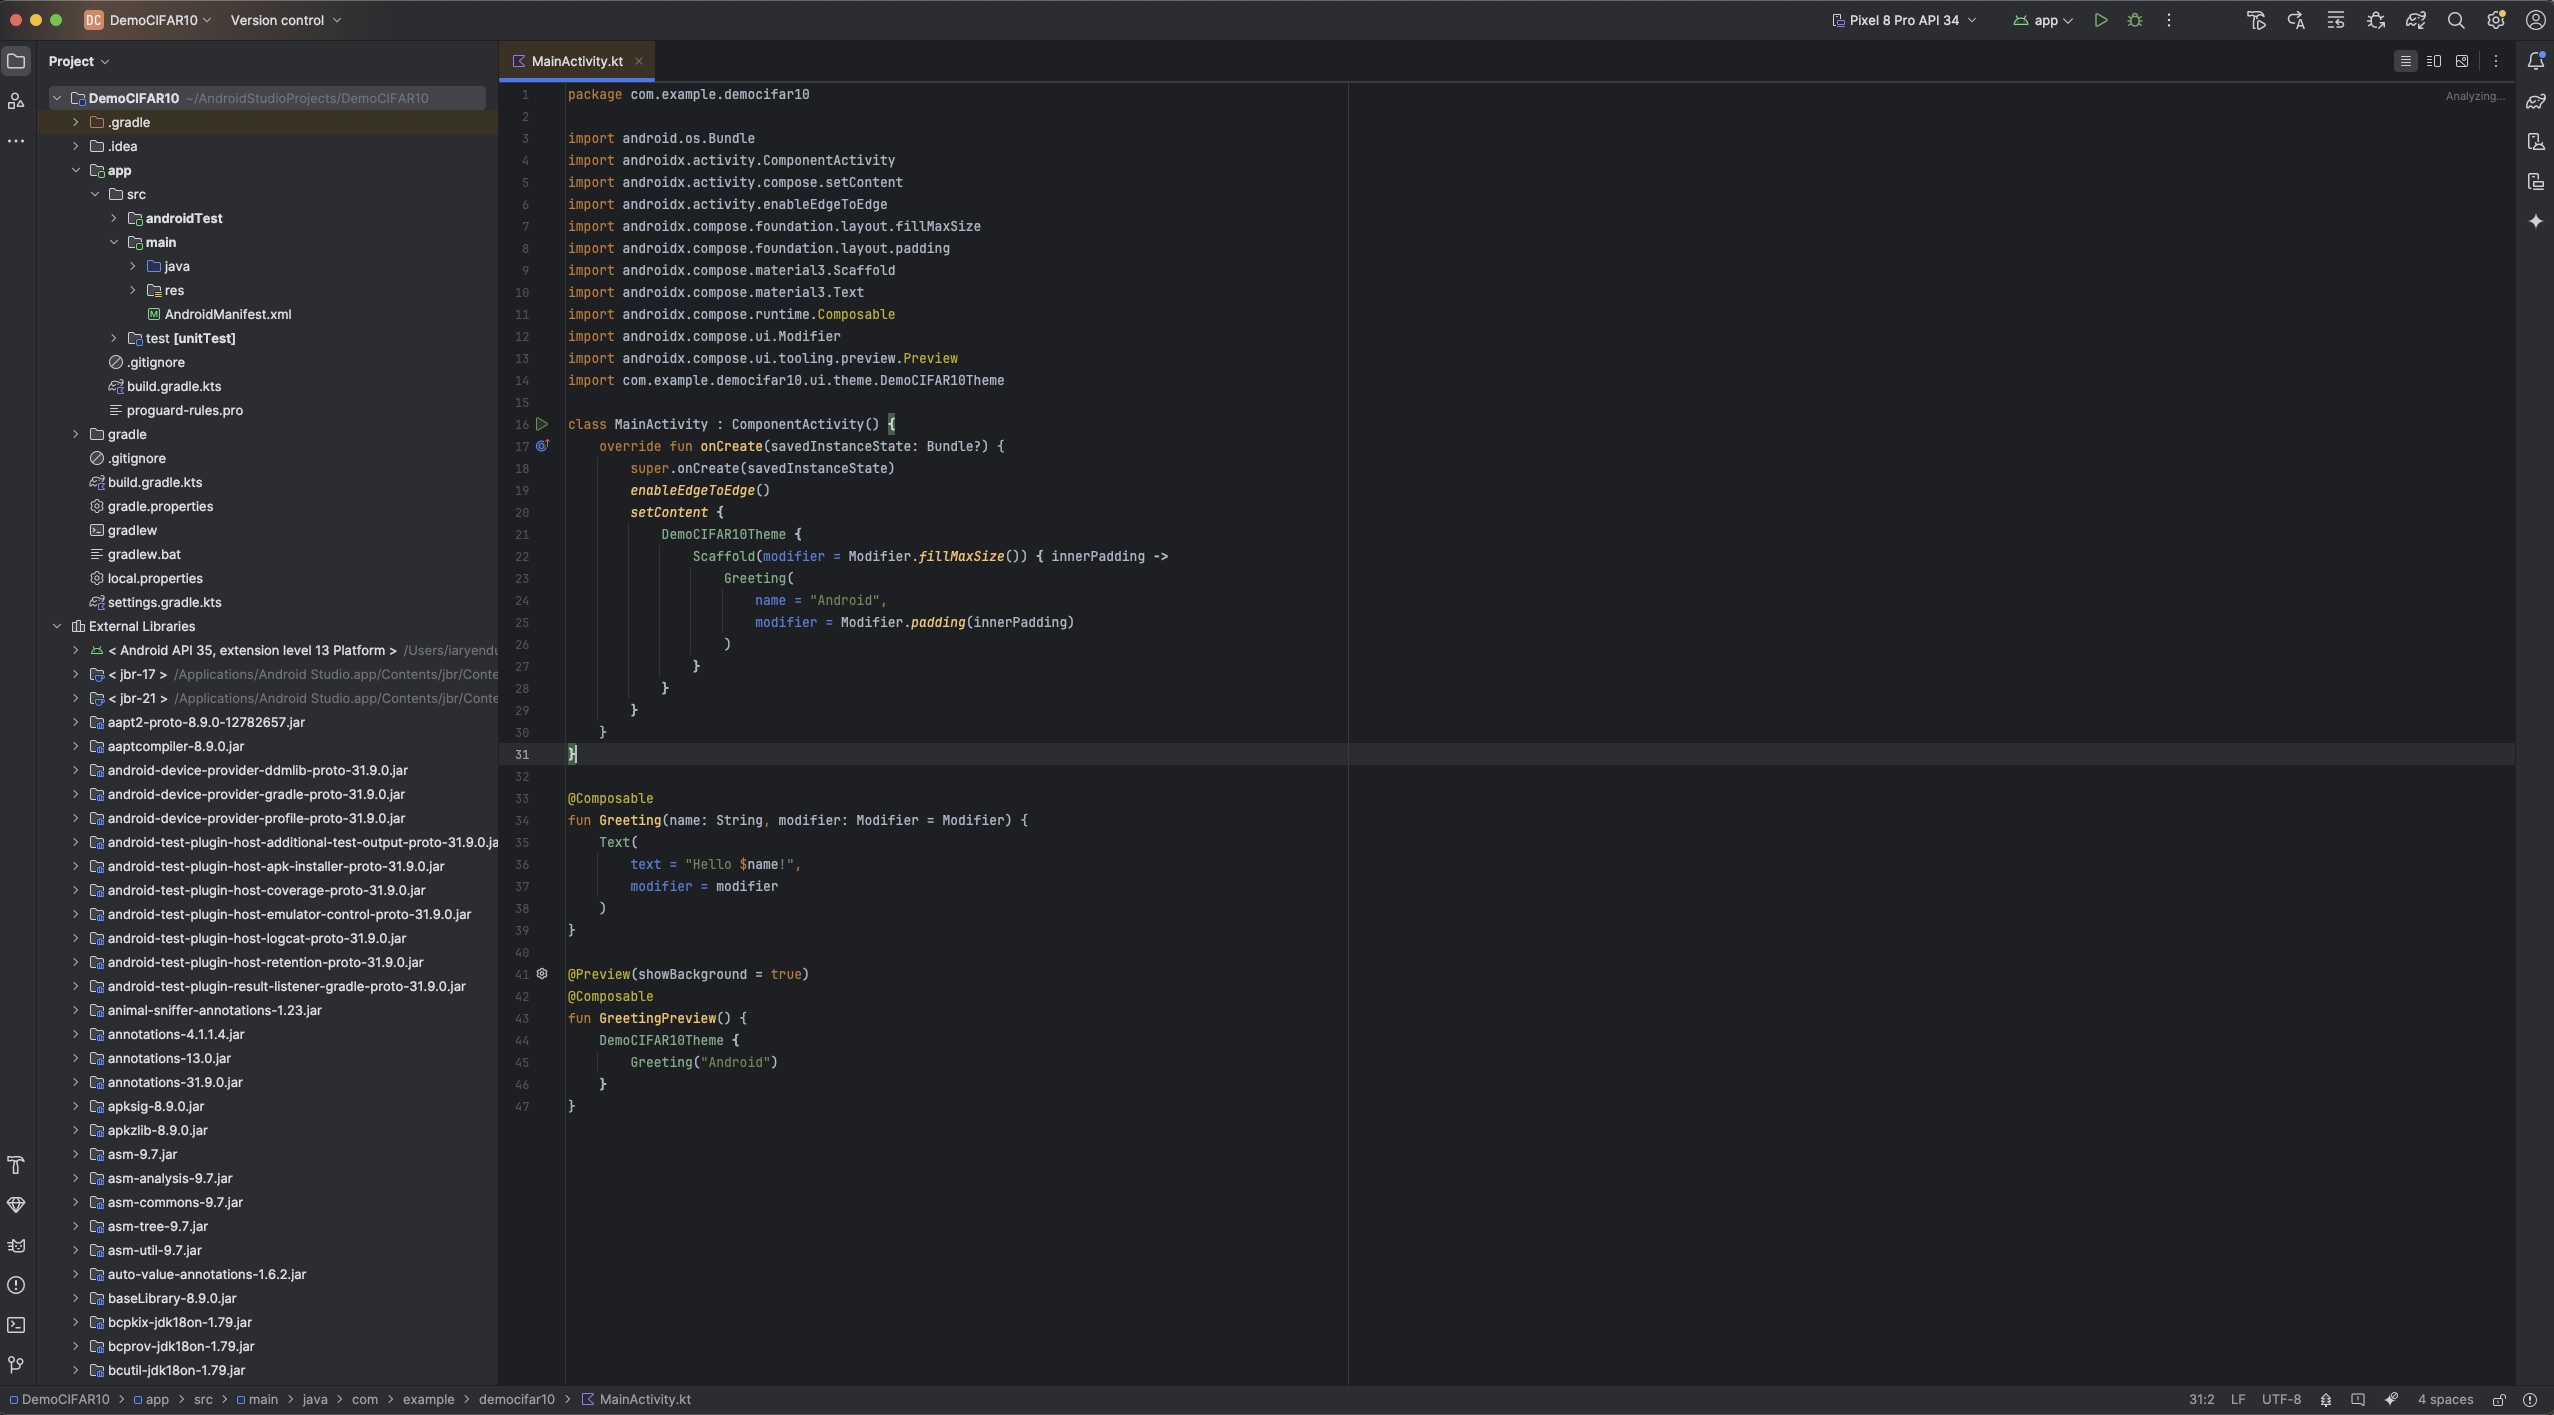 DC DemoCIFAR10 Version control Pixel 8 Pro API 34 app
Project
MainActivity.kt
DemoCIFAR10 ~/AndroidStudioProjects/DemoCIFAR10
.gradle
.idea
app
src
androidTest
main
java
res
AndroidManifest.xml
test [unitTest]
.gitignore
build.gradle.kts
proguard-rules.pro
gradle
.gitignore
build.gradle.kts
gradle.properties
gradlew
gradlew.bat
local.properties
settings.gradle.kts
External Libraries
< Android API 35, extension level 13 Platform > /Users/iaryendu
< jbr-17 > /Applications/Android Studio.app/Contents/jbr/Conte
< jbr-21 > /Applications/Android Studio.app/Contents/jbr/Conte
aapt2-proto-8.9.0-12782657.jar
aaptcompiler-8.9.0.jar
android-device-provider-ddmlib-proto-31.9.0.jar
android-device-provider-gradle-proto-31.9.0.jar
android-device-provider-profile-proto-31.9.0.jar
android-test-plugin-host-additional-test-output-proto-31.9.0.ja
android-test-plugin-host-apk-installer-proto-31.9.0.jar
android-test-plugin-host-coverage-proto-31.9.0.jar
android-test-plugin-host-emulator-control-proto-31.9.0.jar
android-test-plugin-host-logcat-proto-31.9.0.jar
android-test-plugin-host-retention-proto-31.9.0.jar
android-test-plugin-result-listener-gradle-proto-31.9.0.jar
animal-sniffer-annotations-1.23.jar
annotations-4.1.1.4.jar
annotations-13.0.jar
annotations-31.9.0.jar
apksig-8.9.0.jar
apkzlib-8.9.0.jar
asm-9.7.jar
asm-analysis-9.7.jar
asm-commons-9.7.jar
asm-tree-9.7.jar
asm-util-9.7.jar
auto-value-annotations-1.6.2.jar
baseLibrary-8.9.0.jar
bcpkix-jdk18on-1.79.jar
bcprov-jdk18on-1.79.jar
bcutil-jdk18on-1.79.jar
Analyzing...
1 package com.example.democifar10
2
3 import android.os.Bundle
4 import androidx.activity.ComponentActivity
5 import androidx.activity.compose.setContent
6 import androidx.activity.enableEdgeToEdge
7 import androidx.compose.foundation.layout.fillMaxSize
8 import androidx.compose.foundation.layout.padding
9 import androidx.compose.material3.Scaffold
10 import androidx.compose.material3.Text
11 import androidx.compose.runtime.Composable
12 import androidx.compose.ui.Modifier
13 import androidx.compose.ui.tooling.preview.Preview
14 import com.example.democifar10.ui.theme.DemoCIFAR10Theme
15
16 class MainActivity : ComponentActivity() {
17 override fun onCreate(savedInstanceState: Bundle?) {
18 super.onCreate(savedInstanceState)
19 enableEdgeToEdge()
20 setContent {
21 DemoCIFAR10Theme {
22 Scaffold(modifier = Modifier.fillMaxSize()) { innerPadding ->
23 Greeting(
24 name = "Android",
25 modifier = Modifier.padding(innerPadding)
26 )
27 }
28 }
29 }
30 }
31 }
32
33 @Composable
34 fun Greeting(name: String, modifier: Modifier = Modifier) {
35 Text(
36 text = "Hello $name!",
37 modifier = modifier
38 )
39 }
40
41 @Preview(showBackground = true)
42 @Composable
43 fun GreetingPreview() {
44 DemoCIFAR10Theme {
45 Greeting("Android")
46 }
47 }
DemoCIFAR10 > app > src > main > java > com > example > democifar10 > MainActivity.kt 31:2 LF UTF-8 4 spaces